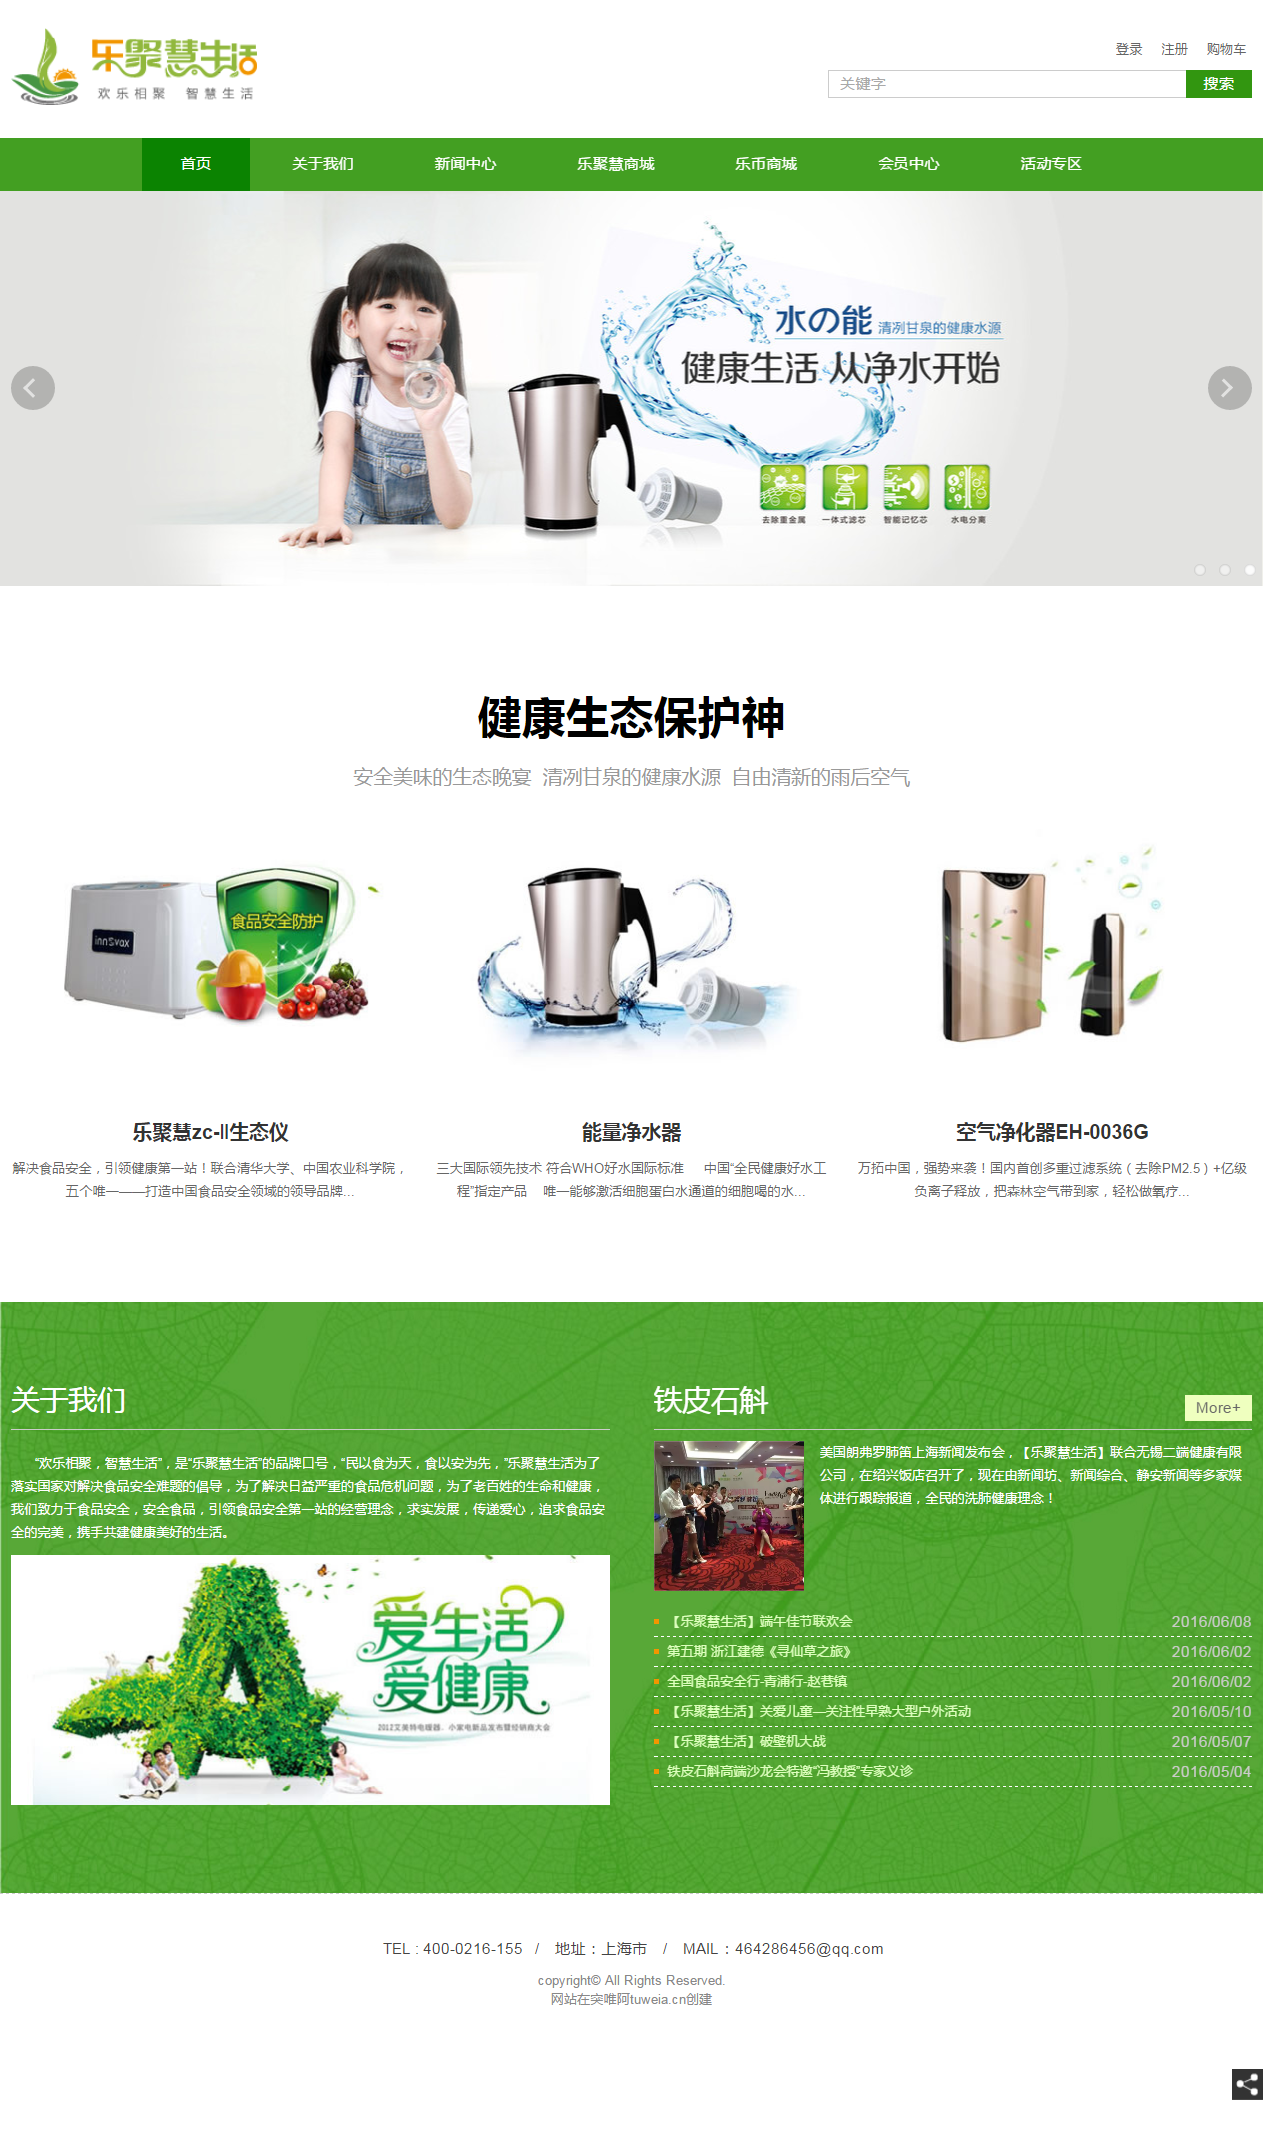 乐聚慧生活
欢乐相聚 智慧生活
登录 注册 购物车
关键字 搜索
首页 关于我们 新闻中心 乐聚慧商城 乐币商城 会员中心 活动专区
水の能 清冽甘泉的健康水源
健康生活 从净水开始
去除重金属 一体式滤芯 智能记忆芯 水电分离
健康生态保护神
安全美味的生态晚宴 清冽甘泉的健康水源 自由清新的雨后空气
食品安全防护
innovax
乐聚慧zc-II生态仪
解决食品安全，引领健康第一站！联合清华大学、中国农业科学院，
五个唯一——打造中国食品安全领域的领导品牌...
能量净水器
三大国际领先技术 符合WHO好水国际标准 中国“全民健康好水工
程”指定产品 唯一能够激活细胞蛋白水通道的细胞喝的水...
空气净化器EH-0036G
万拓中国，强势来袭！国内首创多重过滤系统（去除PM2.5）+亿级
负离子释放，把森林空气带到家，轻松做氧疗...
关于我们
“欢乐相聚，智慧生活”，是“乐聚慧生活”的品牌口号，“民以食为天，食以安为先，”乐聚慧生活为了
落实国家对解决食品安全难题的倡导，为了解决日益严重的食品危机问题，为了老百姓的生命和健康，
我们致力于食品安全，安全食品，引领食品安全第一站的经营理念，求实发展，传递爱心，追求食品安
全的完美，携手共建健康美好的生活。
爱生活
爱健康
2012艾美特电暖器、小家电新品发布暨经销商大会
铁皮石斛
More+
美国朗弗罗肺笛上海新闻发布会，【乐聚慧生活】联合无锡二端健康有限
公司，在绍兴饭店召开了，现在由新闻坊、新闻综合、静安新闻等多家媒
体进行跟踪报道，全民的洗肺健康理念！
【乐聚慧生活】端午佳节联欢会 2016/06/08
第五期 浙江建德《寻仙草之旅》 2016/06/02
全国食品安全行-青浦行-赵巷镇 2016/06/02
【乐聚慧生活】关爱儿童—关注性早熟大型户外活动 2016/05/10
【乐聚慧生活】破壁机大战 2016/05/07
铁皮石斛高端沙龙会特邀“冯教授”专家义诊 2016/05/04
TEL : 400-0216-155 / 地址：上海市 / MAIL：464286456@qq.com
copyright© All Rights Reserved.
网站在突唯阿tuweia.cn创建